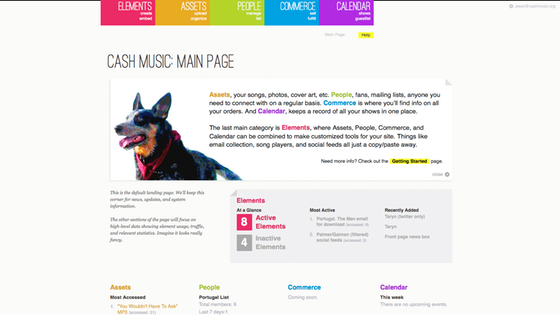 ELEMENTS
create
embed
ASSETS
upload
organize
PEOPLE
manage
list
COMMERCE
sell
fulfill
CALENDAR
shows
guestlist
Main Page
Help
CASH MUSIC: MAIN PAGE
Assets, your songs, photos, cover art, etc. People, fans, mailing lists, anyone you
need to connect with on a regular basis. Commerce is where you'll find info on all
your orders. And Calendar, keeps a record of all your shows in one place.
The last main category is Elements, where Assets, People, Commerce, and
Calendar can be combined to make customized tools for your site. Things like
email collection, song players, and social feeds all just a copy/paste away.
Need more info? Check out the Getting Started page.
close
This is the default landing page. We'll keep this
corner for news, updates, and system
information.
The other sections of the page will focus on
high-level data showing element usage, traffic,
and relevant statistics. Imagine it looks really
fancy.
Elements
At a Glance
8 Active
Elements
4 Inactive
Elements
Most Active
1. Portugal. The Man email
for download (accessed: 3)
2. Palmer/Gaiman (filtered)
social feeds (accessed: 2)
Recently Added
Taryn (twitter only)
Taryn
Front page news box
Assets
Most Accessed
"You Wouldn't Have To Ask"
MP3 (accessed: 21)
People
Portugal List
Total members: 9
Last 7 days:1
Commerce
Coming soon.
Calendar
This week
There are no upcoming events.